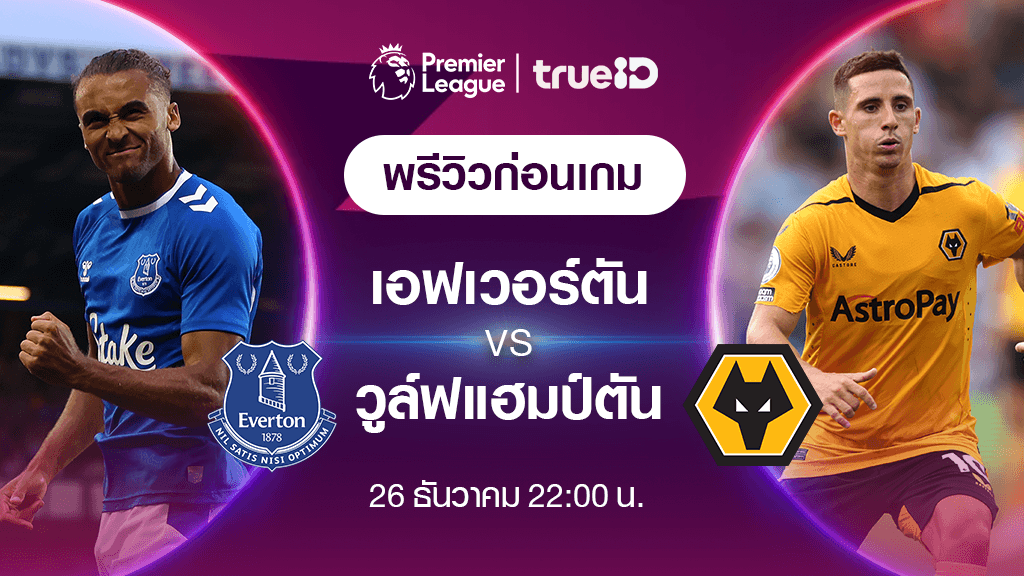 Premier League
trueID
พรีวิวก่อนเกม
เอฟเวอร์ตัน
VS
วูล์ฟแฮมป์ตัน
26 ธันวาคม 22:00 น.
Stake
Everton
1878
NIL SATIS NISI OPTIMUM
CASTORE
AstroPay
10